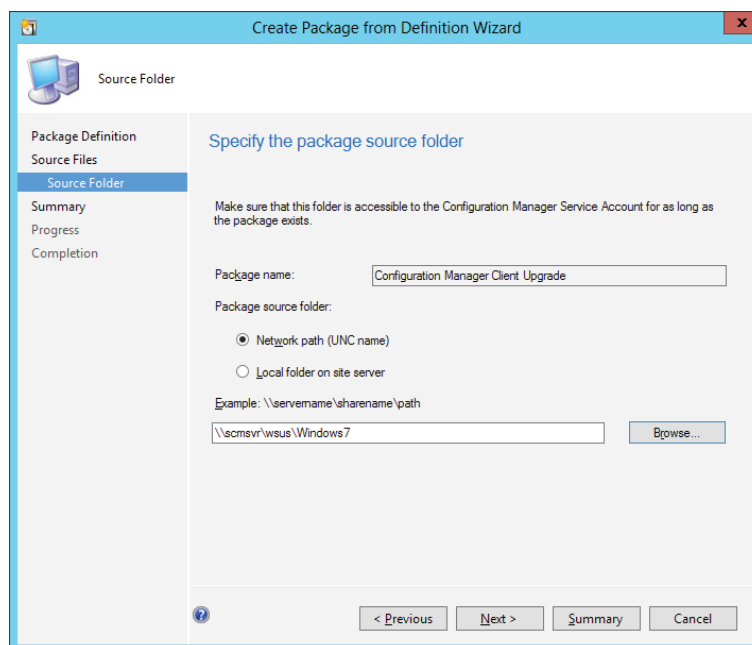 Create Package from Definition Wizard
x
Source Folder
Package Definition
Source Files
Source Folder
Summary
Progress
Completion
Specify the package source folder
Make sure that this folder is accessible to the Configuration Manager Service Account for as long as
the package exists.
Package name:
Configuration Manager Client Upgrade
Package source folder:
Network path (UNC name)
Local folder on site server
Example: \\servername\sharename\path
\\scmsvr\wsus\Windows7
Browse...
?
< Previous
Next >
Summary
Cancel